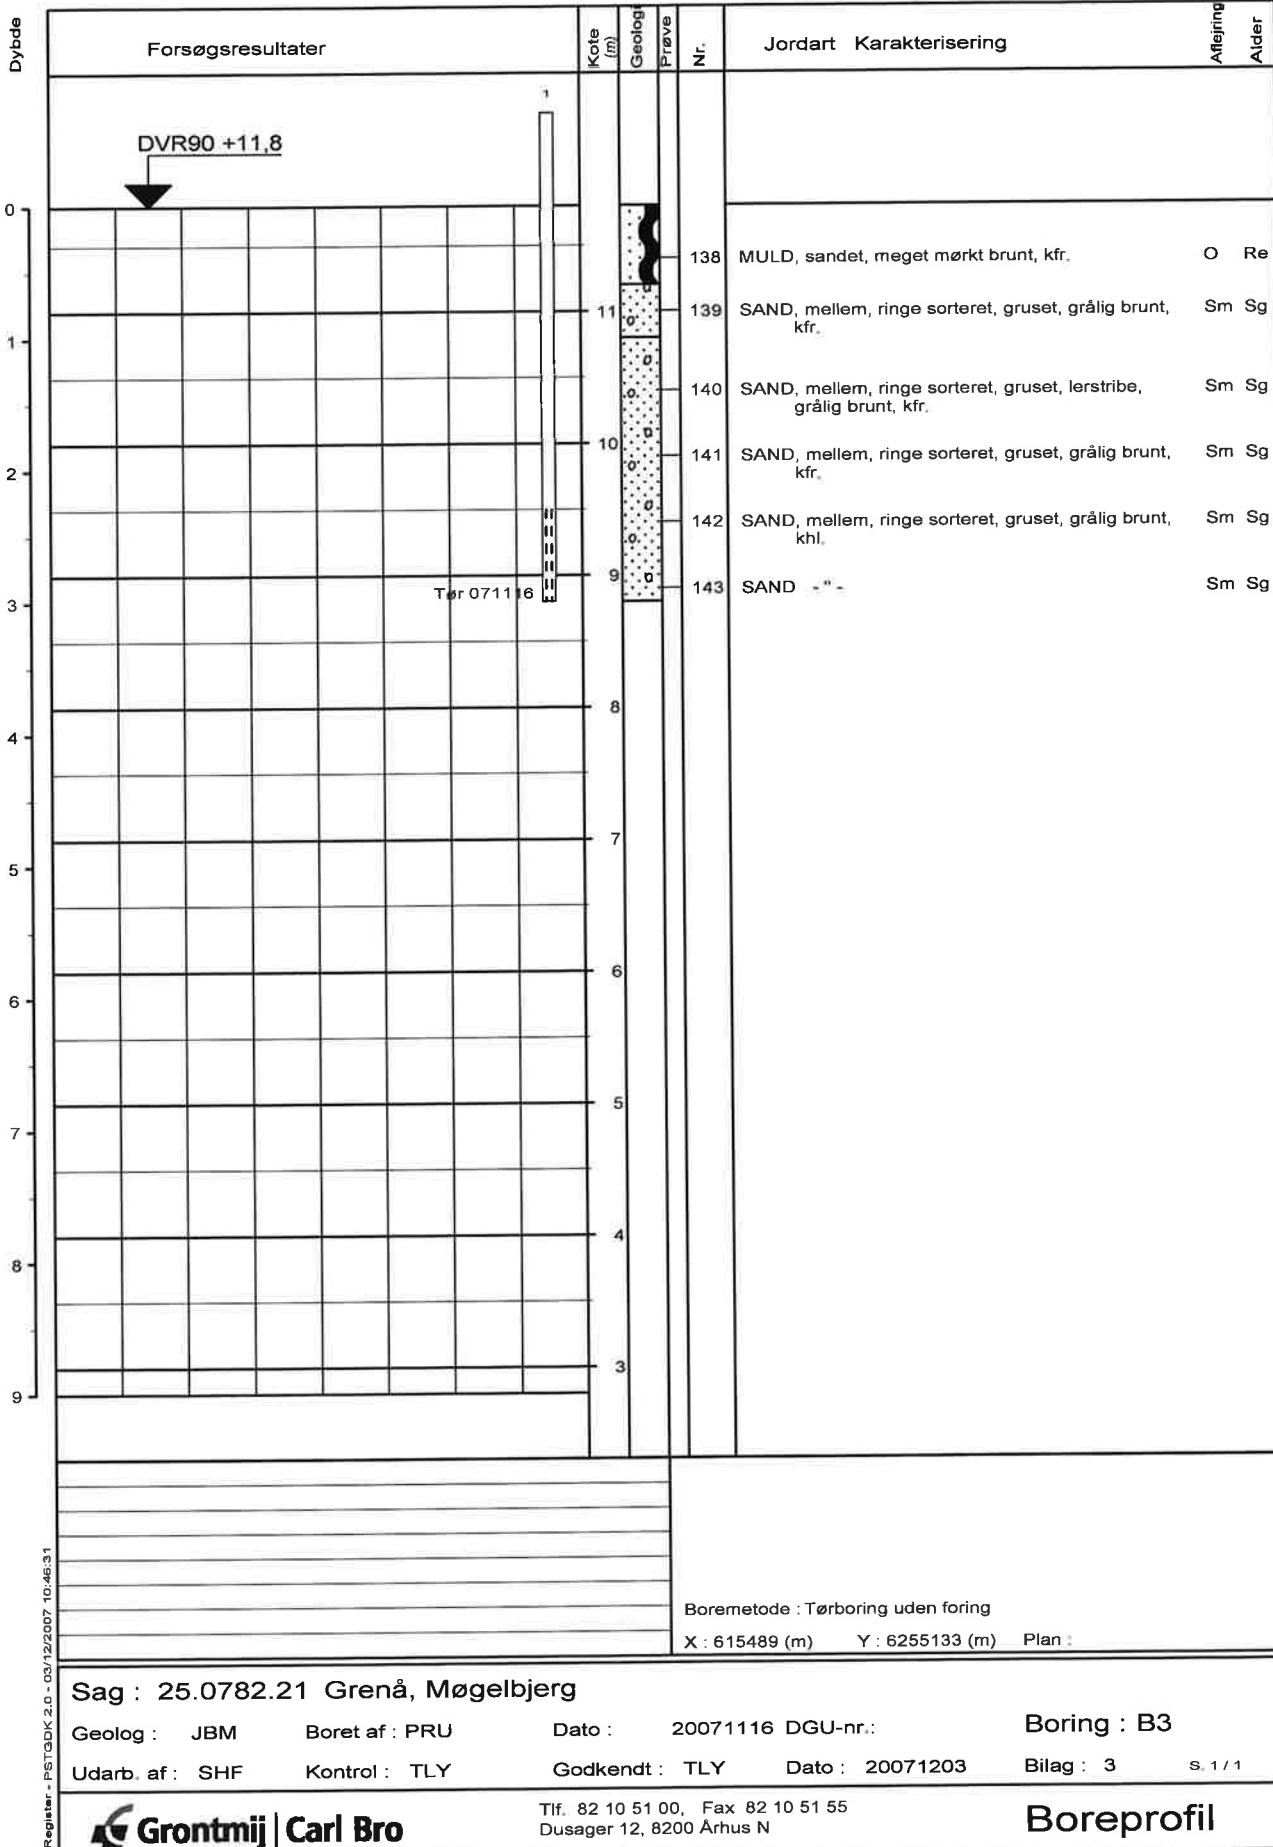 Dybde
Forsøgsresultater
Kote (m)
Geologi
Prøve
Nr.
Jordart Karakterisering
Aflejring
Alder
1
DVR90 +11,8
0
138 MULD, sandet, meget mørkt brunt, kfr. O Re
11 139 SAND, mellem, ringe sorteret, gruset, grålig brunt, Sm Sg
kfr.
1
140 SAND, mellem, ringe sorteret, gruset, lerstribe, Sm Sg
grålig brunt, kfr.
10 141 SAND, mellem, ringe sorteret, gruset, grålig brunt, Sm Sg
kfr.
2
142 SAND, mellem, ringe sorteret, gruset, grålig brunt, Sm Sg
khl.
9 143 SAND -"- Sm Sg
3 Tør 071116
8
4
7
5
6
6
5
7
4
8
3
9
Boremetode : Tørboring uden foring
X : 615489 (m) Y : 6255133 (m) Plan :
Register - PSTGDK 2.0 - 03/12/2007 10:46:31
Sag : 25.0782.21 Grenå, Møgelbjerg
Geolog : JBM Boret af : PRU Dato : 20071116 DGU-nr.: Boring : B3
Udarb. af : SHF Kontrol : TLY Godkendt : TLY Dato : 20071203 Bilag : 3 S. 1 / 1
Grontmij | Carl Bro
Tlf. 82 10 51 00, Fax 82 10 51 55
Dusager 12, 8200 Århus N
Boreprofil